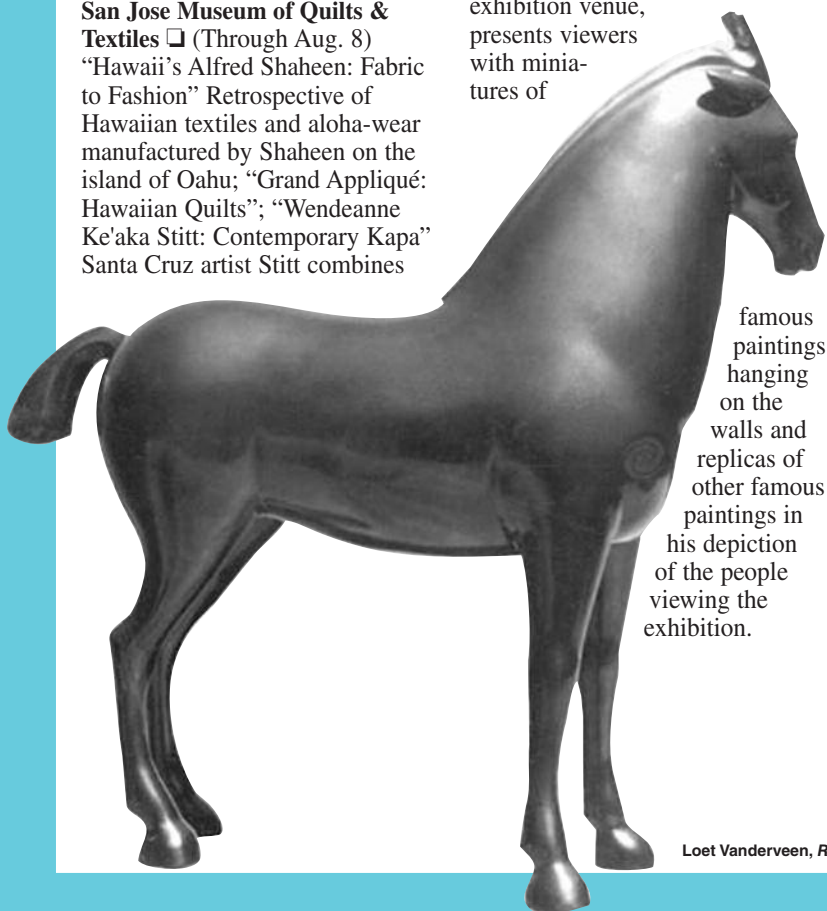 San Jose Museum of Quilts &
Textiles ❏ (Through Aug. 8)
“Hawaii's Alfred Shaheen: Fabric
to Fashion” Retrospective of
Hawaiian textiles and aloha-wear
manufactured by Shaheen on the
island of Oahu; “Grand Appliqué:
Hawaiian Quilts”; “Wendeanne
Ke'aka Stitt: Contemporary Kapa”
Santa Cruz artist Stitt combines
exhibition venue,
presents viewers
with minia-
tures of
famous
paintings
hanging
on the
walls and
replicas of
other famous
paintings in
his depiction
of the people
viewing the
exhibition.
Loet Vanderveen,